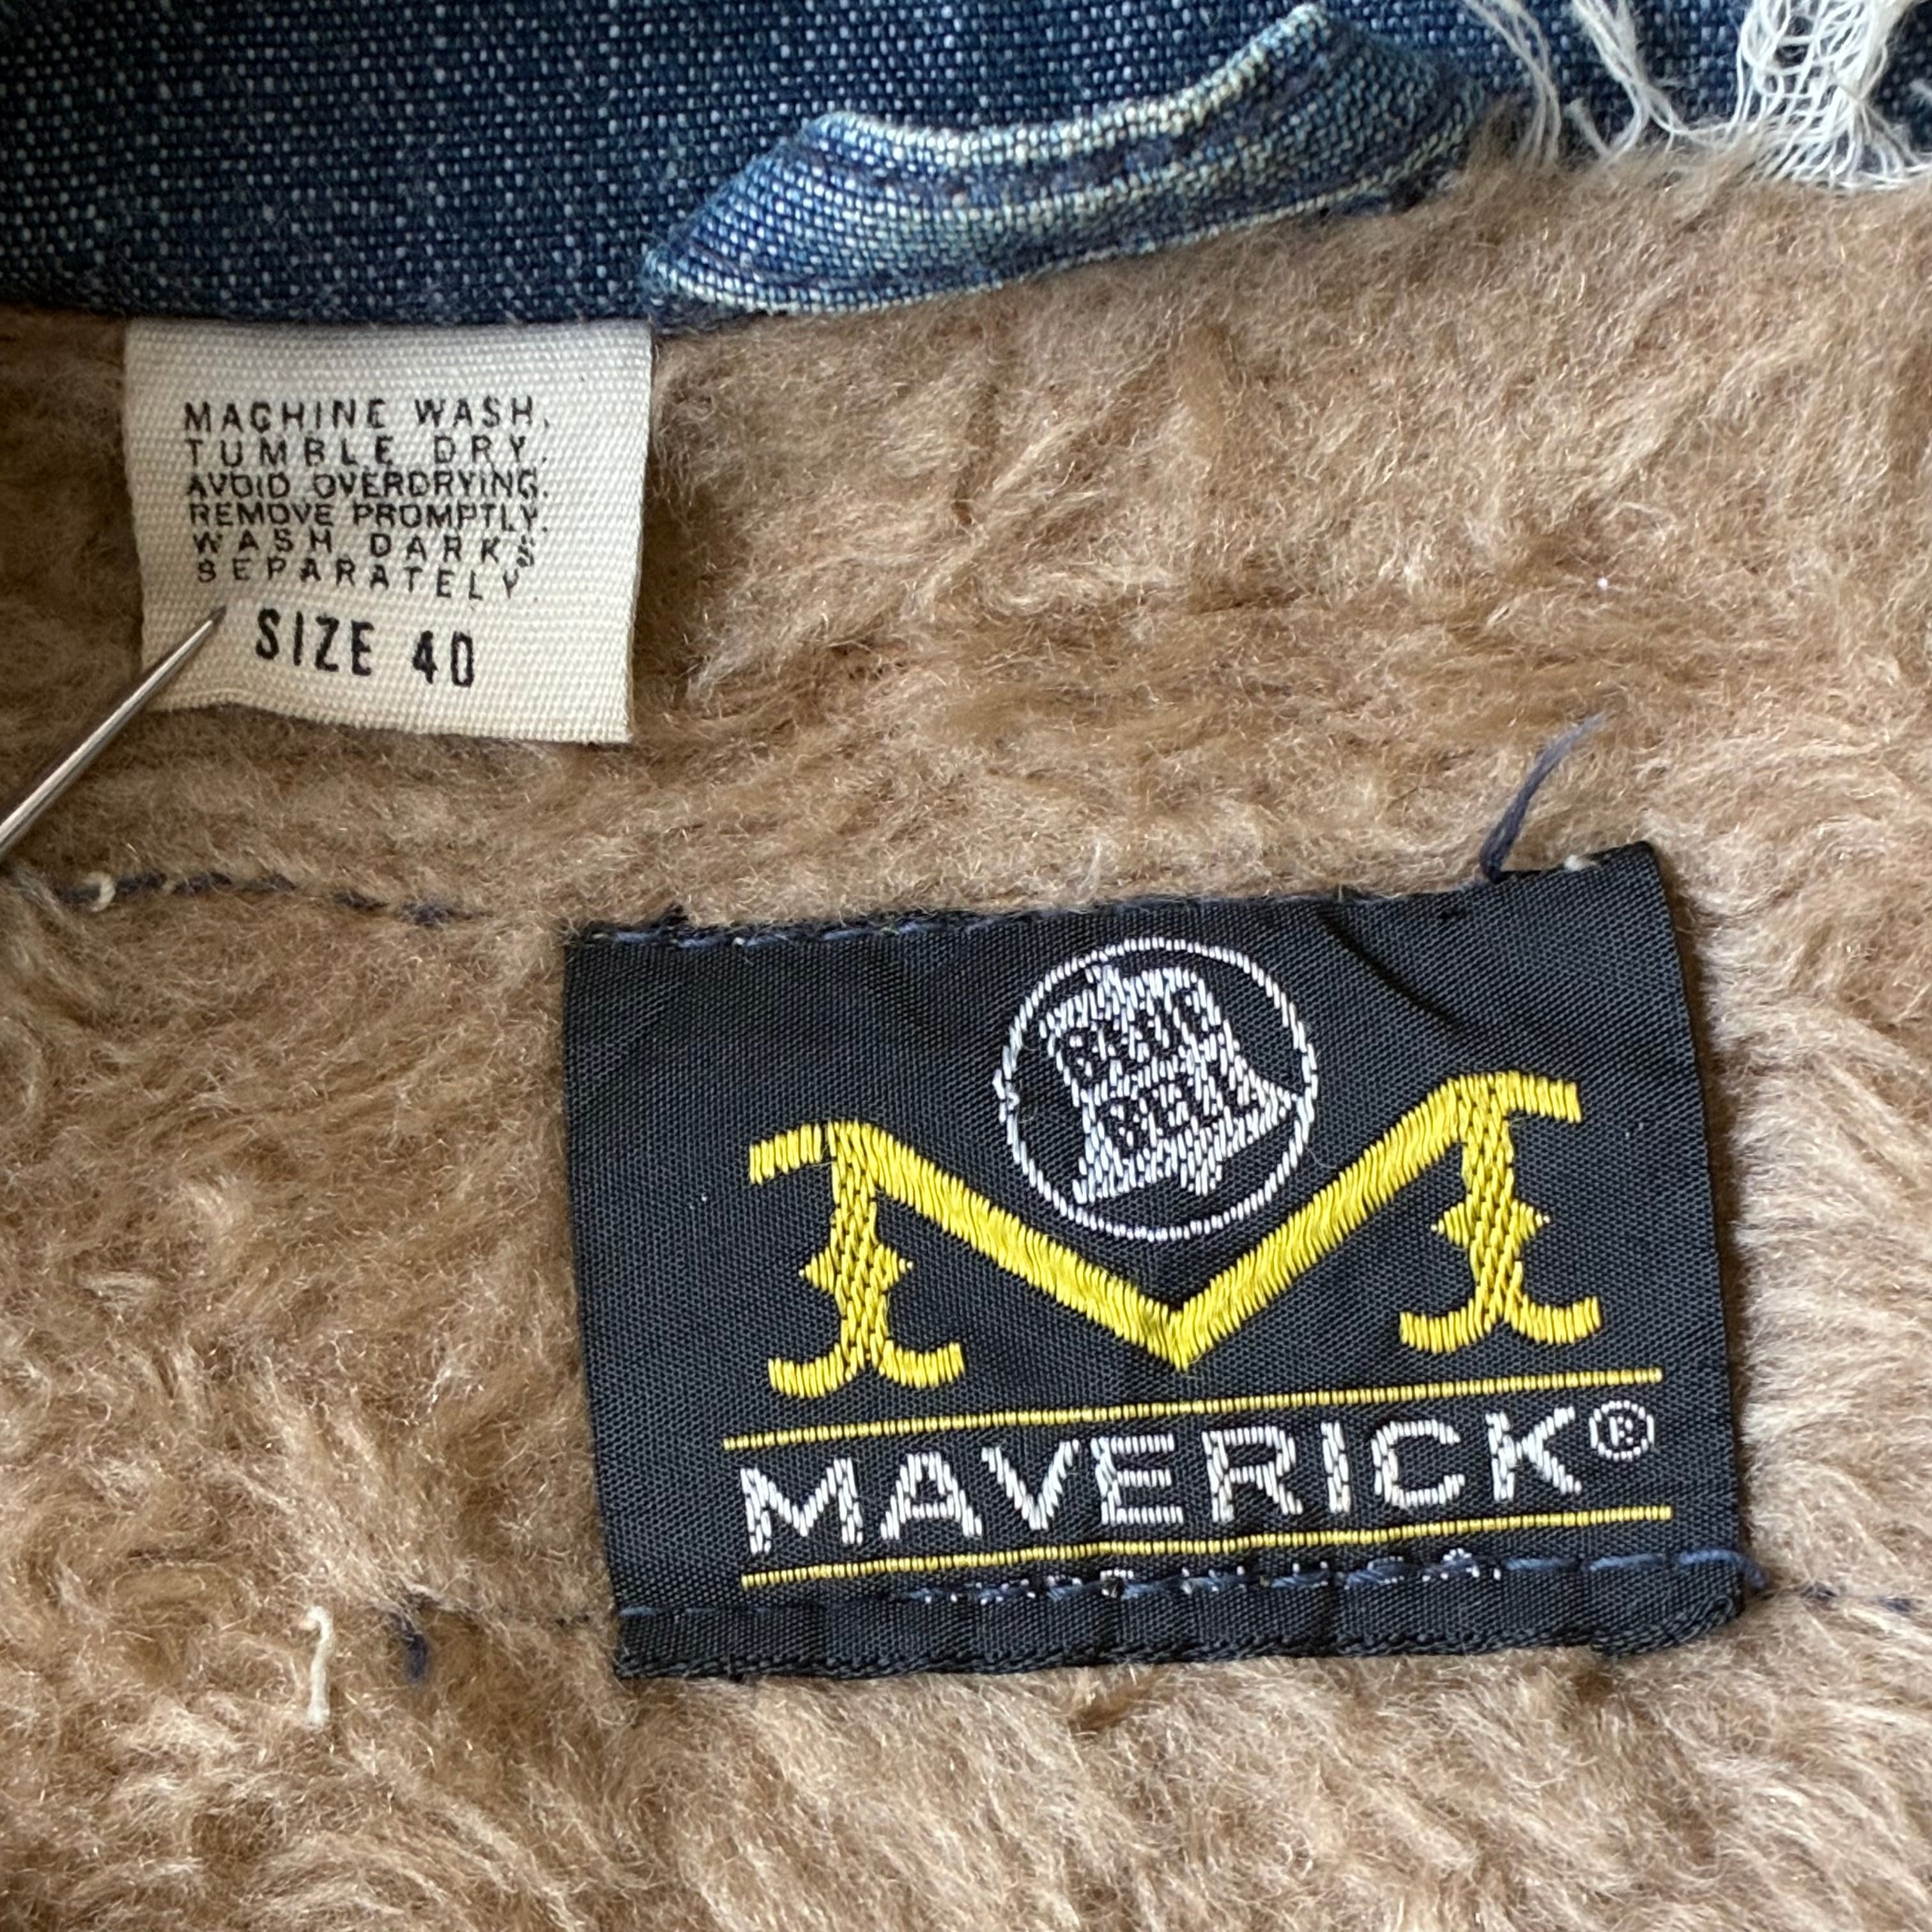 MACHINE WASH.
TUMBLE DRY.
AVOID OVERDRYING.
REMOVE PROMPTLY.
WASH DARKS
SEPARATELY.
SIZE 40
BLUE
BELL
M
MAVERICK®